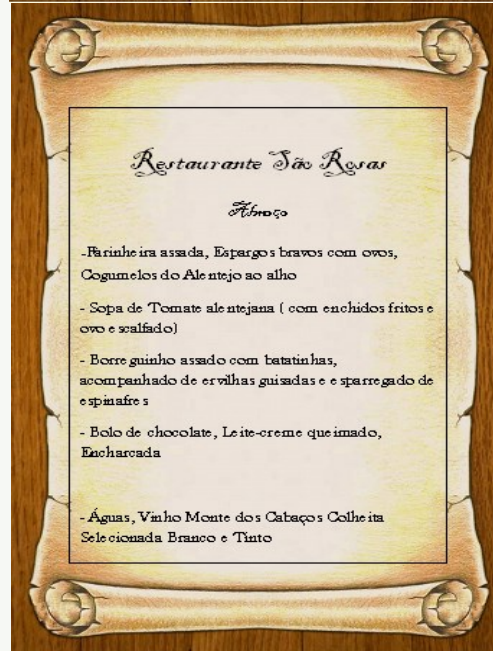 Restaurante São Rosas
Almoço
-Farinheira assada, Espargos bravos com ovos,
Cogumelos do Alentejo ao alho
- Sopa de Tomate alentejana ( com enchidos fritos e
ovo escalfado)
- Borreguinho assado com batatinhas,
acompanhado de ervilhas guisadas e esparregado de
espinafres
- Bolo de chocolate, Leite-creme queimado,
Encharcada
- Águas, Vinho Monte dos Cabaços Colheita
Selecionada Branco e Tinto